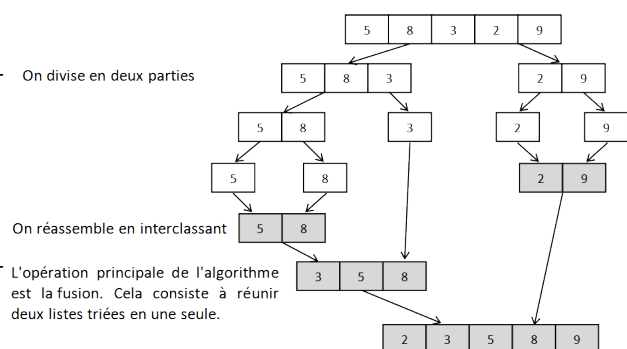 5 8 3 2 9
- On divise en deux parties
5 8 3 2 9
5 8 3 2 9
5 8 2 9
On réassemble en interclassant 5 8
- L'opération principale de l'algorithme
3 5 8
est la fusion. Cela consiste à réunir
deux listes triées en une seule.
2 3 5 8 9